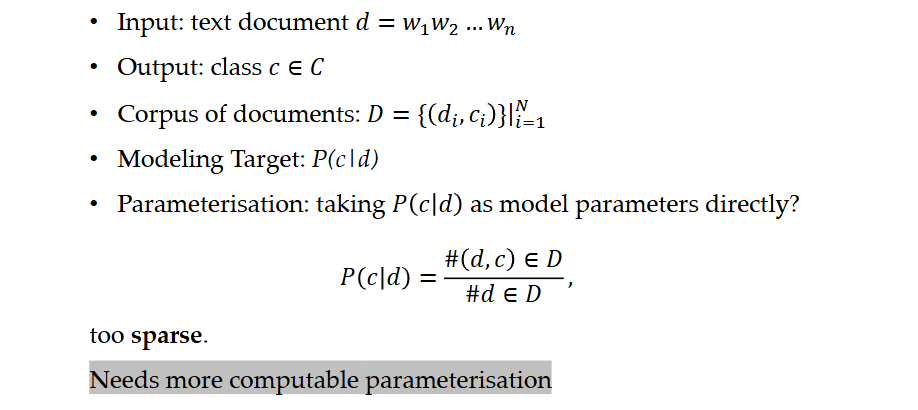 • Input: text document d = w₁w₂ … wₙ
• Output: class c ∈ C
• Corpus of documents: D = {(dᵢ, cᵢ)}|ᵢ₌₁ᴺ
• Modeling Target: P(c|d)
• Parameterisation: taking P(c|d) as model parameters directly?
P(c|d) = #(d, c) ∈ D / #d ∈ D,
too sparse.
Needs more computable parameterisation